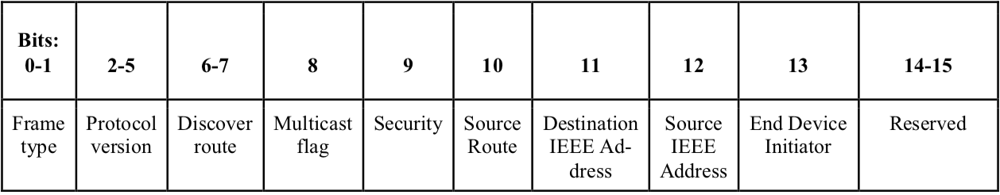 Bits:
0-1 2-5 6-7 8 9 10 11 12 13 14-15
Frame Protocol Discover Multicast Security Source Destination Source End Device Reserved
type version route flag Route IEEE Ad- IEEE Initiator
dress Address